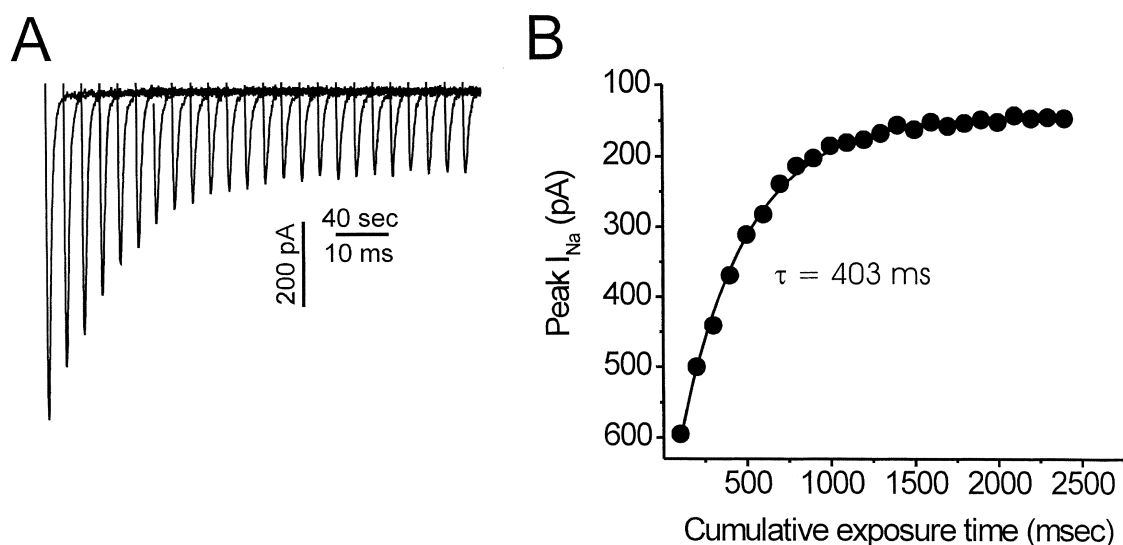 A
40 sec
10 ms
200 pA
B
Peak I Na (pA)
100
200
300
400
500
600
τ = 403 ms
500 1000 1500 2000 2500
Cumulative exposure time (msec)